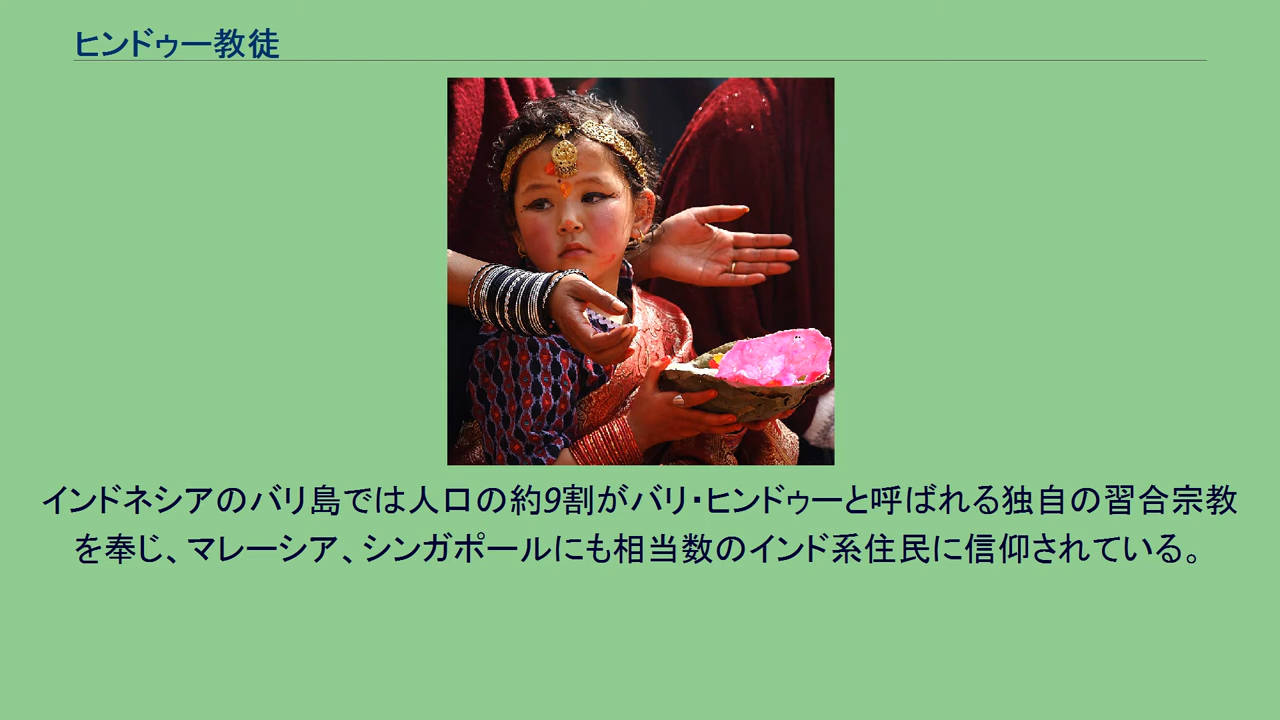 ヒンドゥー教徒
インドネシアのバリ島では人口の約9割がバリ・ヒンドゥーと呼ばれる独自の習合宗教
を奉じ、マレーシア、シンガポールにも相当数のインド系住民に信仰されている。